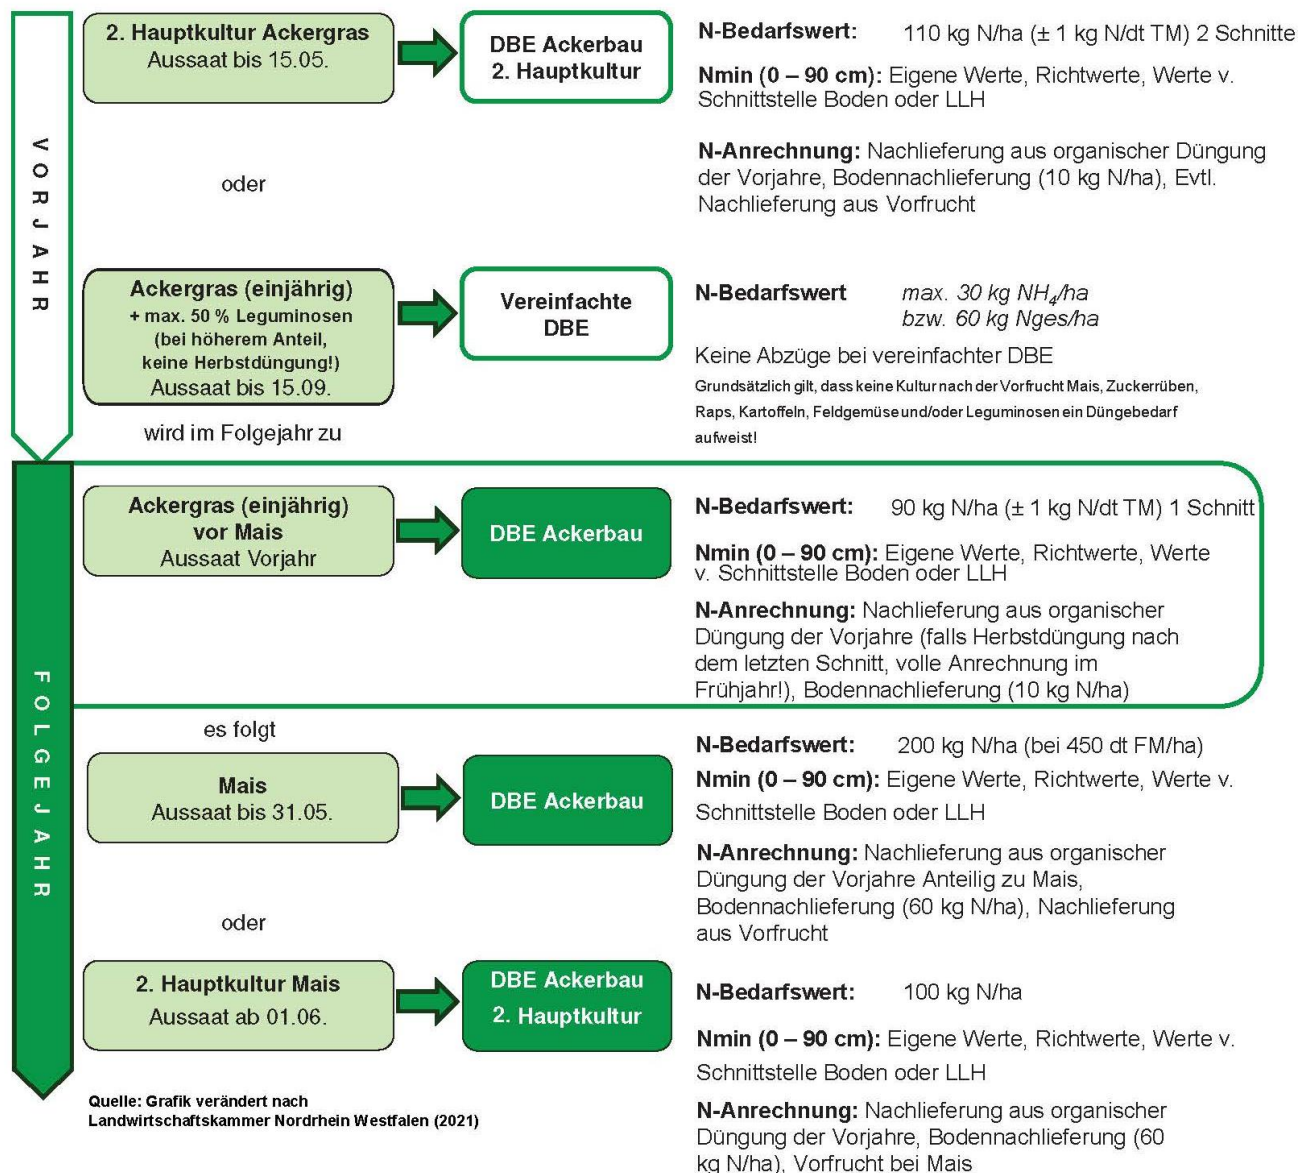 VORJAHR
2. Hauptkultur Ackergras
Aussaat bis 15.05.
DBE Ackerbau
2. Hauptkultur
N-Bedarfswert: 110 kg N/ha (± 1 kg N/dt TM) 2 Schnitte
Nmin (0 – 90 cm): Eigene Werte, Richtwerte, Werte v.
Schnittstelle Boden oder LLH
N-Anrechnung: Nachlieferung aus organischer Düngung
der Vorjahre, Bodennachlieferung (10 kg N/ha), Evtl.
Nachlieferung aus Vorfrucht
oder
Ackergras (einjährig)
+ max. 50 % Leguminosen
(bei höherem Anteil,
keine Herbstdüngung!)
Aussaat bis 15.09.
Vereinfachte
DBE
N-Bedarfswert max. 30 kg NH4/ha
bzw. 60 kg Nges/ha
Keine Abzüge bei vereinfachter DBE
Grundsätzlich gilt, dass keine Kultur nach der Vorfrucht Mais, Zuckerrüben,
Raps, Kartoffeln, Feldgemüse und/oder Leguminosen ein Düngebedarf
aufweist!
wird im Folgejahr zu
FOLGEJAHR
Ackergras (einjährig)
vor Mais
Aussaat Vorjahr
DBE Ackerbau
N-Bedarfswert: 90 kg N/ha (± 1 kg N/dt TM) 1 Schnitt
Nmin (0 – 90 cm): Eigene Werte, Richtwerte, Werte
v. Schnittstelle Boden oder LLH
N-Anrechnung: Nachlieferung aus organischer
Düngung der Vorjahre (falls Herbstdüngung nach
dem letzten Schnitt, volle Anrechnung im
Frühjahr!), Bodennachlieferung (10 kg N/ha)
es folgt
Mais
Aussaat bis 31.05.
DBE Ackerbau
N-Bedarfswert: 200 kg N/ha (bei 450 dt FM/ha)
Nmin (0 – 90 cm): Eigene Werte, Richtwerte, Werte v.
Schnittstelle Boden oder LLH
N-Anrechnung: Nachlieferung aus organischer
Düngung der Vorjahre Anteilig zu Mais,
Bodennachlieferung (60 kg N/ha), Nachlieferung
aus Vorfrucht
oder
2. Hauptkultur Mais
Aussaat ab 01.06.
DBE Ackerbau
2. Hauptkultur
N-Bedarfswert: 100 kg N/ha
Nmin (0 – 90 cm): Eigene Werte, Richtwerte, Werte v.
Schnittstelle Boden oder LLH
N-Anrechnung: Nachlieferung aus organischer
Düngung der Vorjahre, Bodennachlieferung (60
kg N/ha), Vorfrucht bei Mais
Quelle: Grafik verändert nach
Landwirtschaftskammer Nordrhein Westfalen (2021)